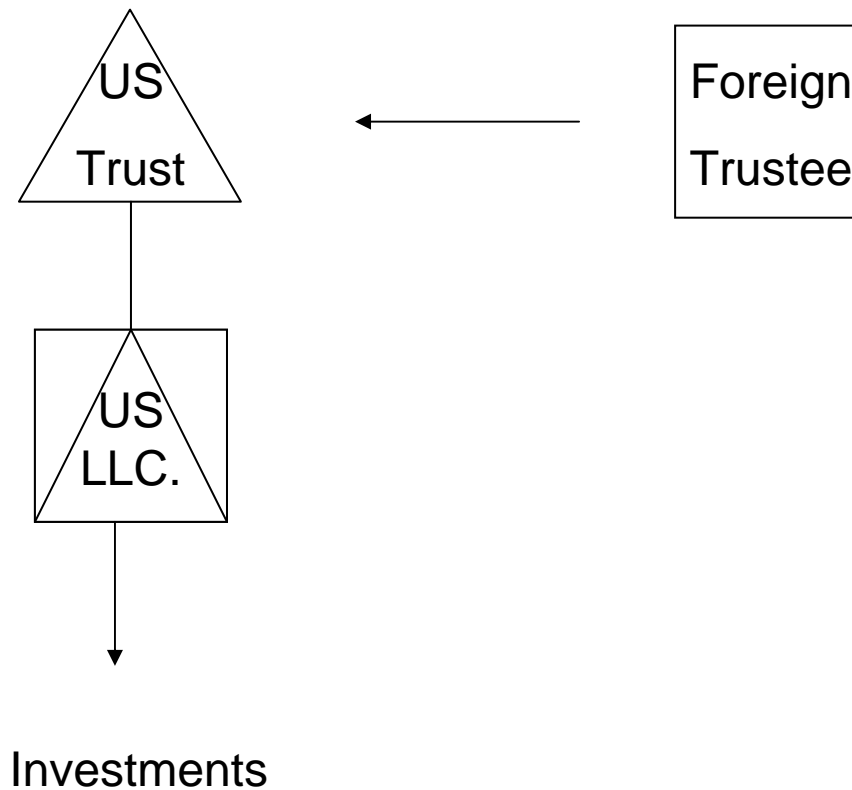 US
Trust
Foreign
Trustee
US
LLC.
Investments